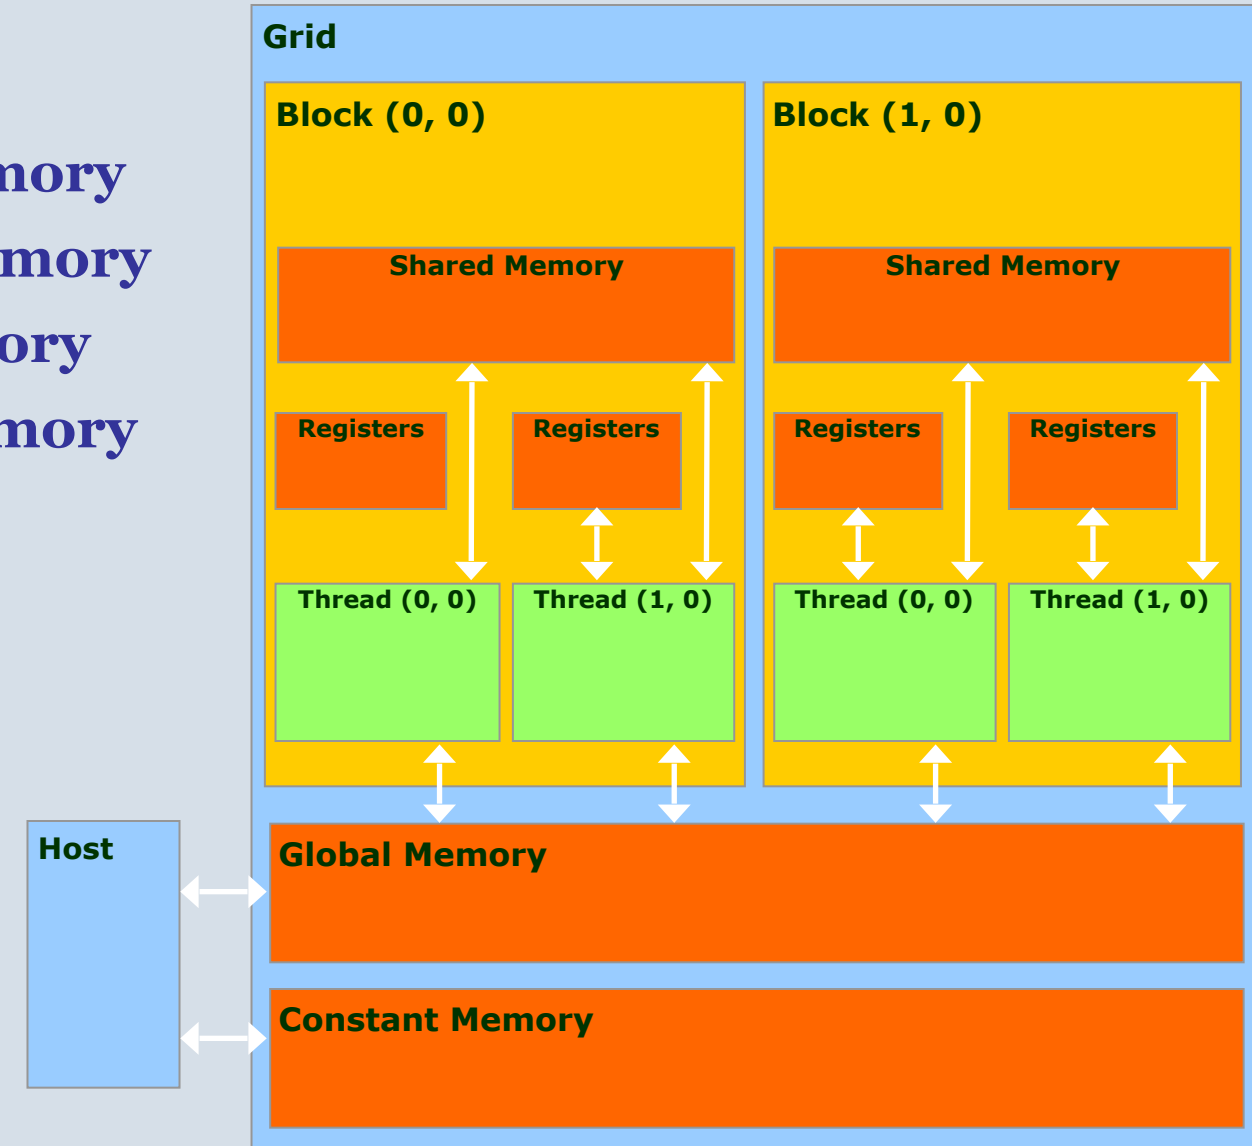 Grid
Block (0, 0)
Block (1, 0)
mory
mory
ory
mory
Shared Memory
Shared Memory
Registers
Registers
Registers
Registers
Thread (0, 0)
Thread (1, 0)
Thread (0, 0)
Thread (1, 0)
Host
Global Memory
Constant Memory